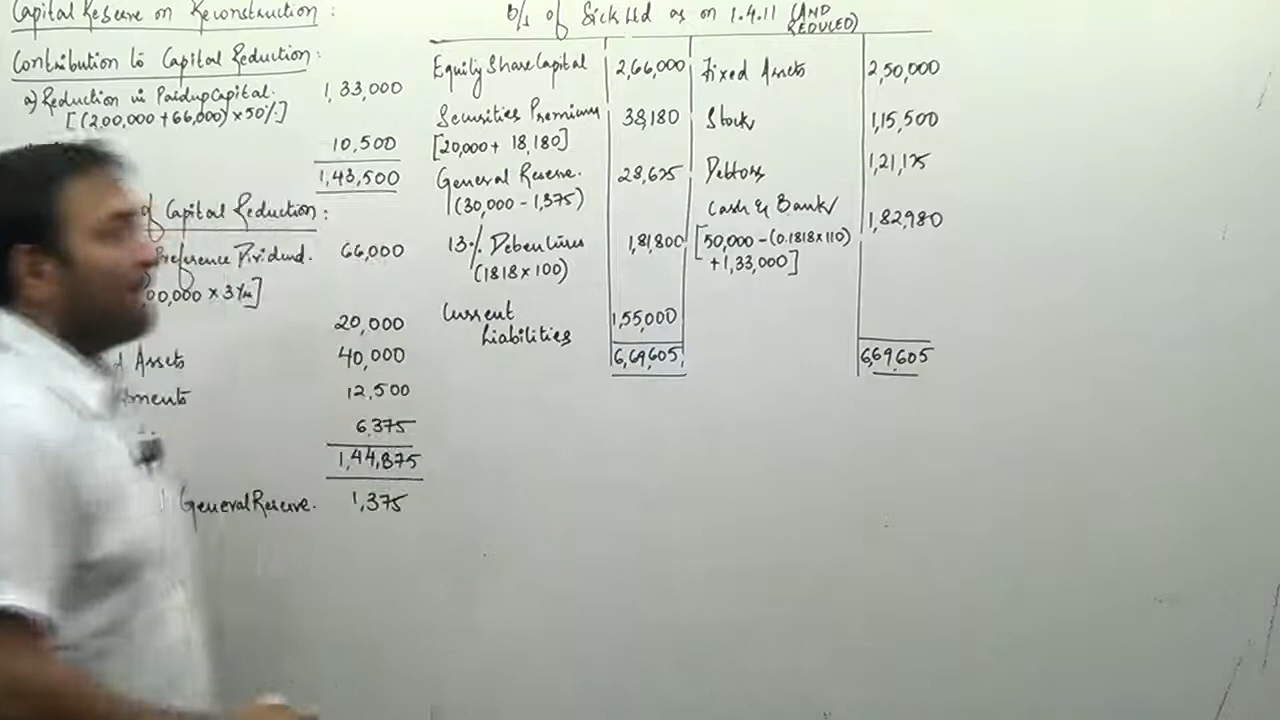 Capital Reserve on Reconstruction :
Contribution to Capital Reduction :
a) Reduction in Paidup Capital. 1,33,000
[(2,00,000 + 66,000) × 50%]
10,500
1,43,500
of Capital Reduction :
Preference Dividend. 66,000
00,000 × 3
20,000
Assets 40,000
12,500
6,375
1,44,875
General Reserve. 1,375
B/s of Sick Ltd as on 1.4.11 (AND REDUCED)
Equity Share Capital 2,66,000 Fixed Assets 2,50,000
Securities Premium 38,180 Stock 1,15,500
[20,000 + 18,180]
General Reserve. 28,625 Debtors 1,21,125
(30,000 - 1,375)
Cash & Bank 1,82,980
13% Debentures 1,81,800 [50,000 - (0.1818 × 110)
(1818 × 100) + 1,33,000]
Current
Liabilities 1,55,000
6,69,605 6,69,605